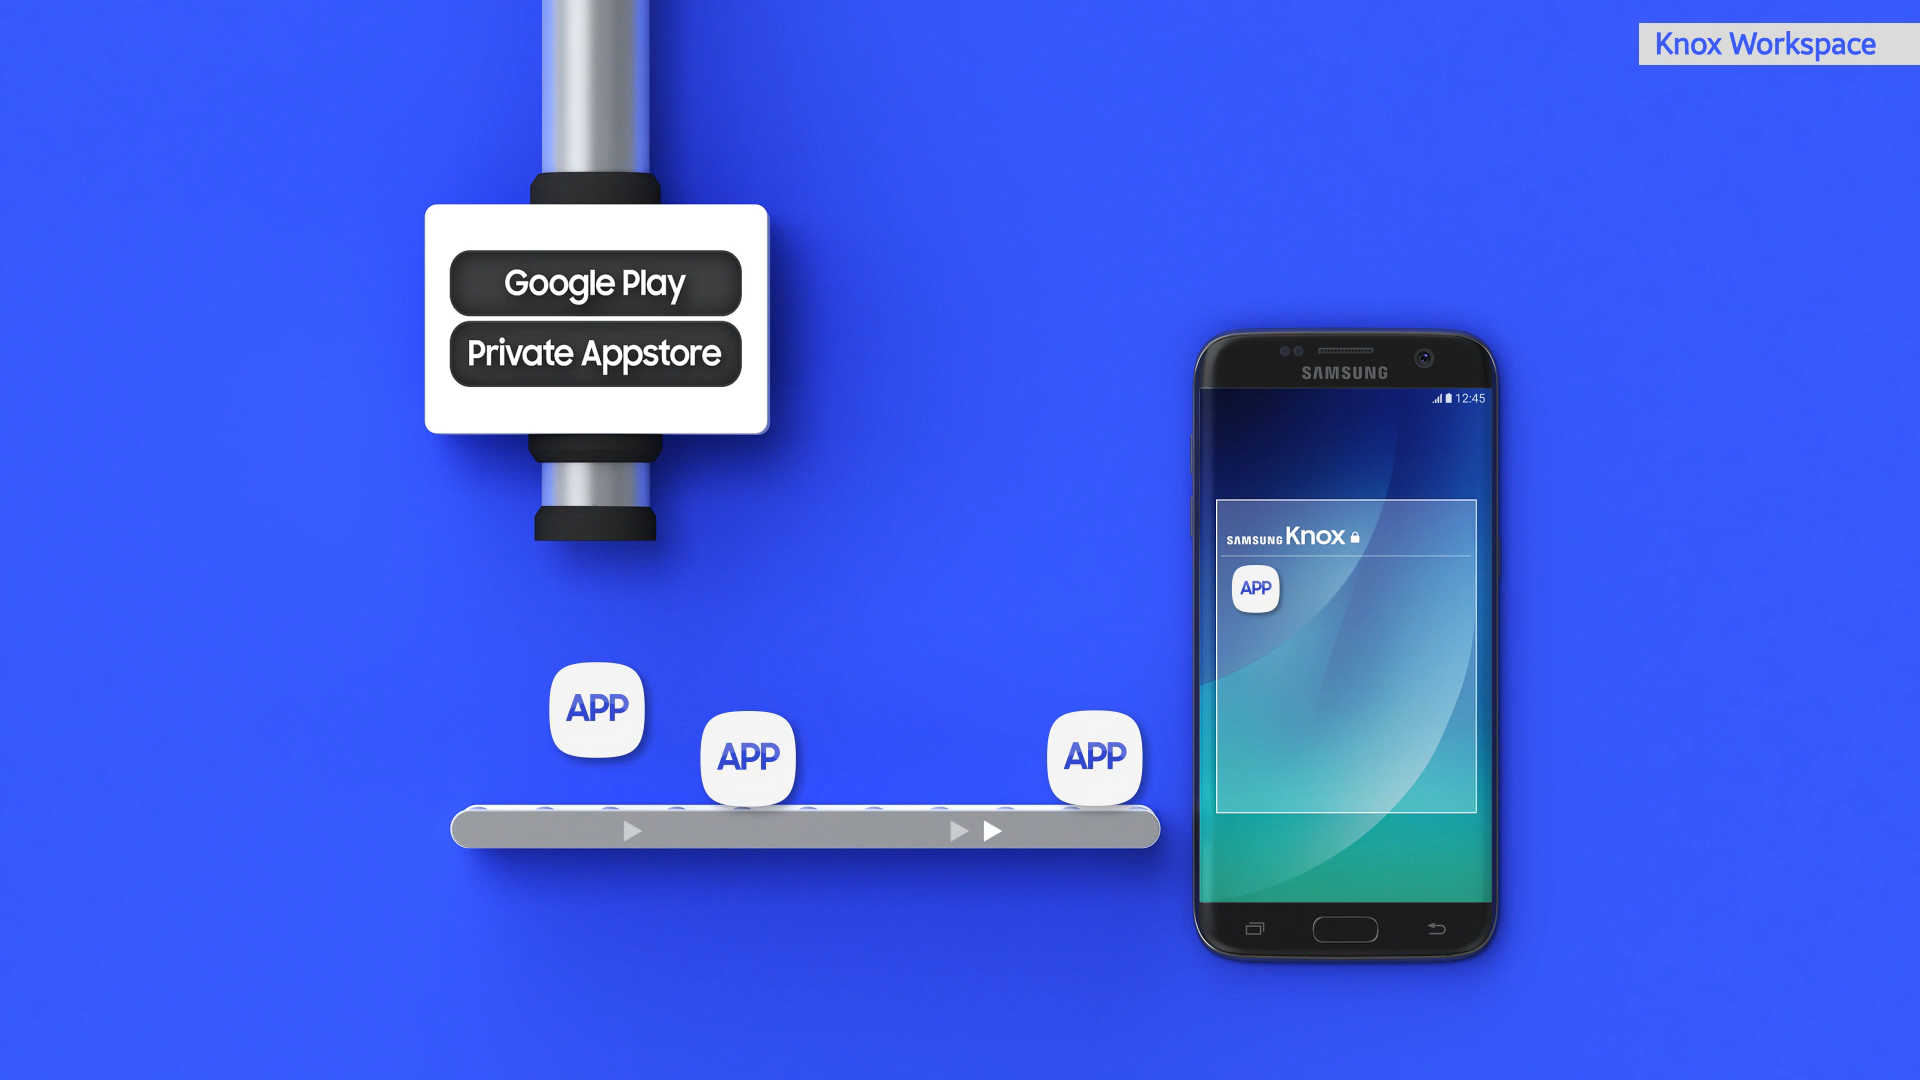 Knox Workspace
Google Play
Private Appstore
SAMSUNG
12:45
SAMSUNG Knox
APP
APP
APP
APP